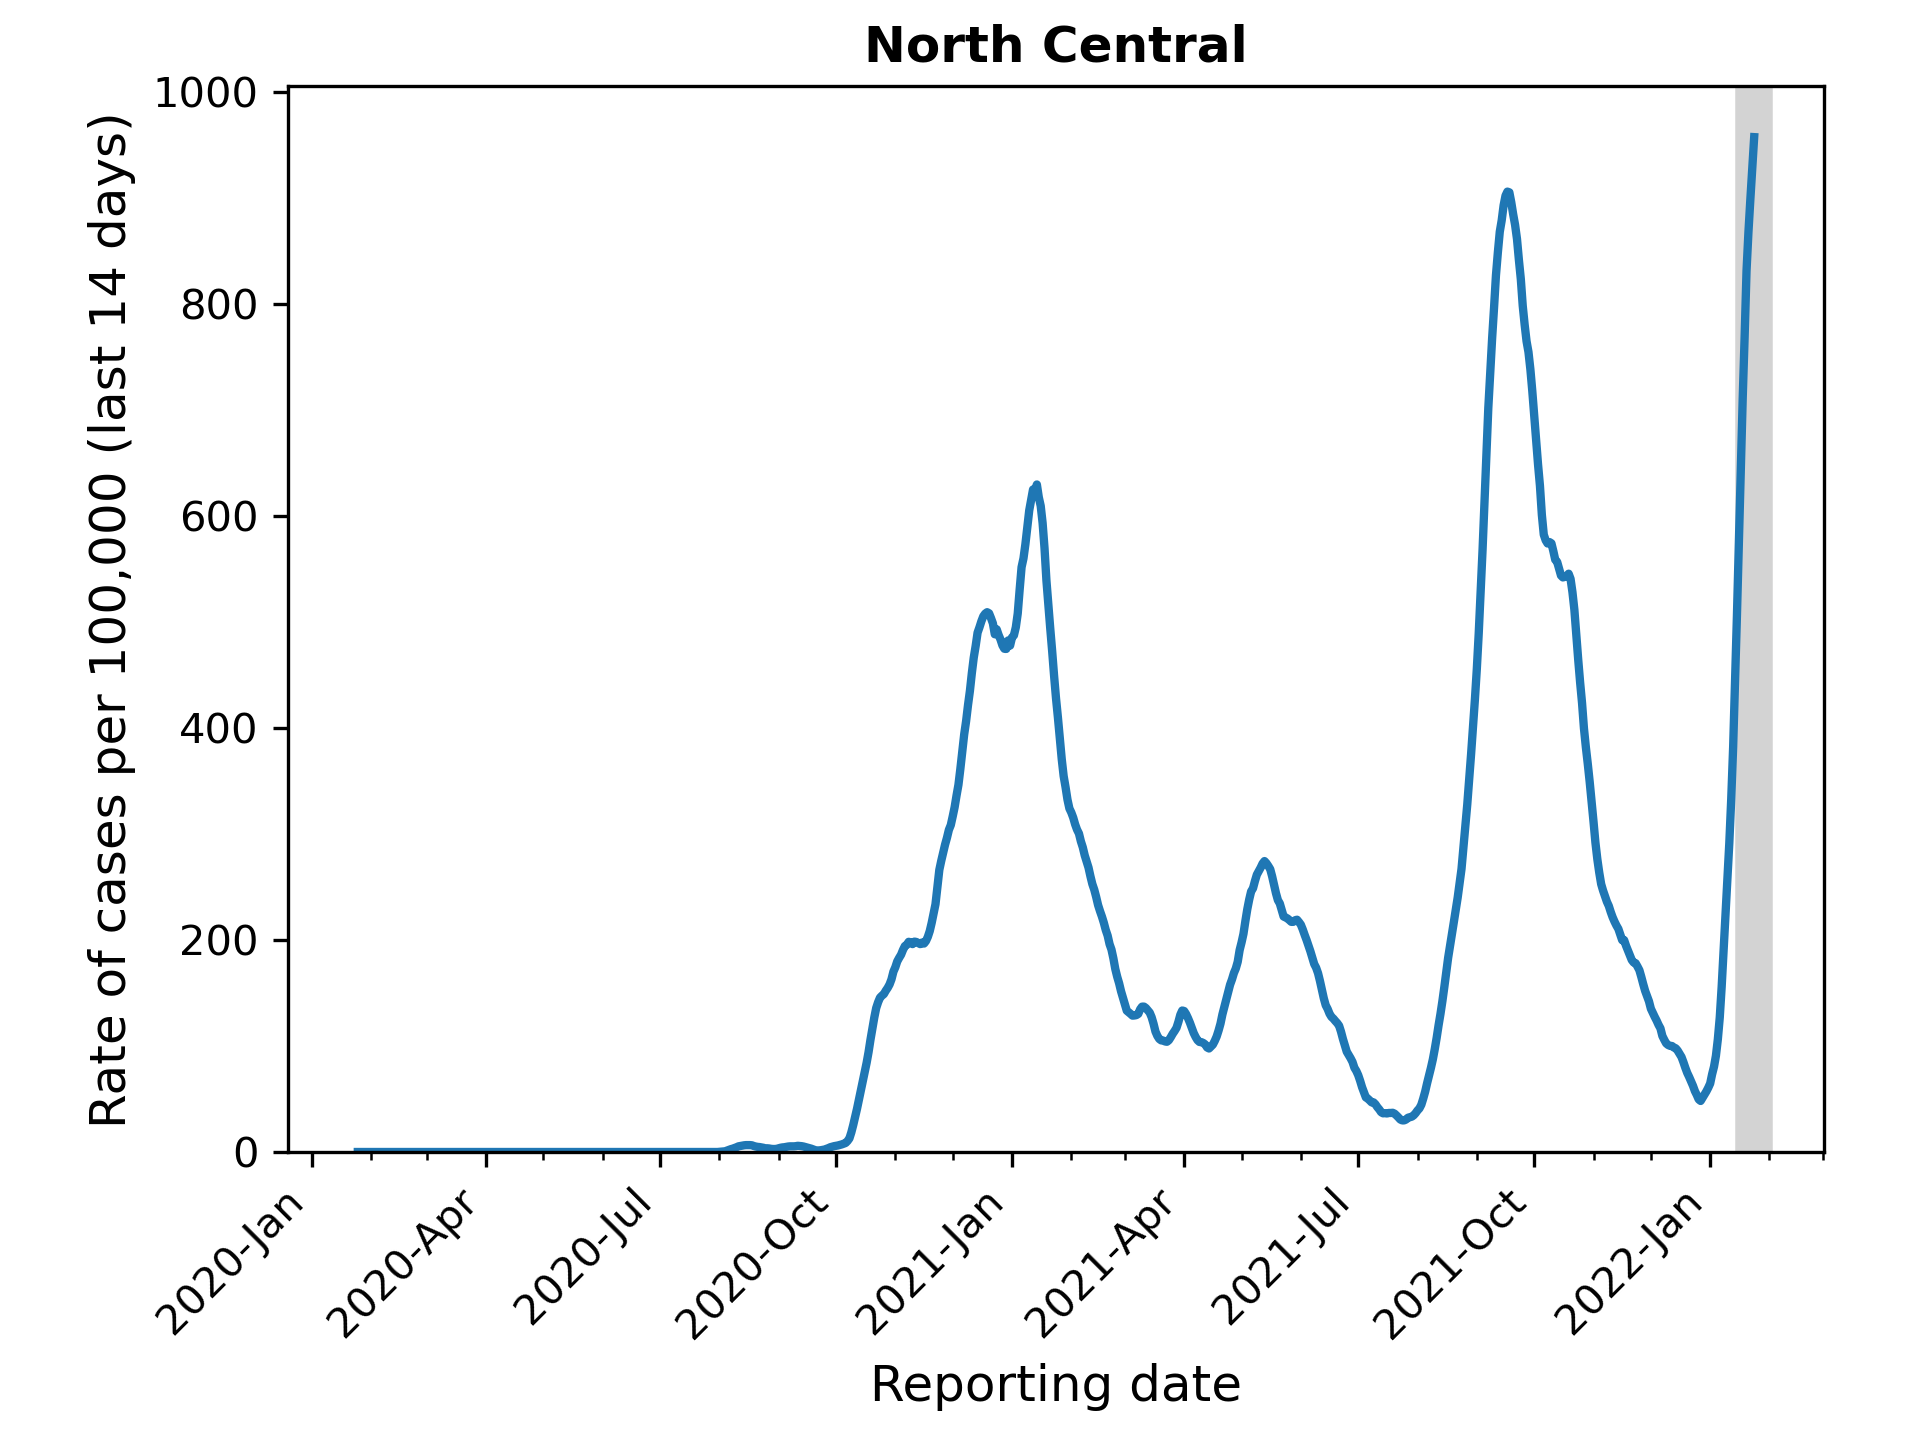 North Central
Rate of cases per 100,000 (last 14 days)
1000
800
600
400
200
0
2020-Jan
2020-Apr
2020-Jul
2020-Oct
2021-Jan
2021-Apr
2021-Jul
2021-Oct
2022-Jan
Reporting date